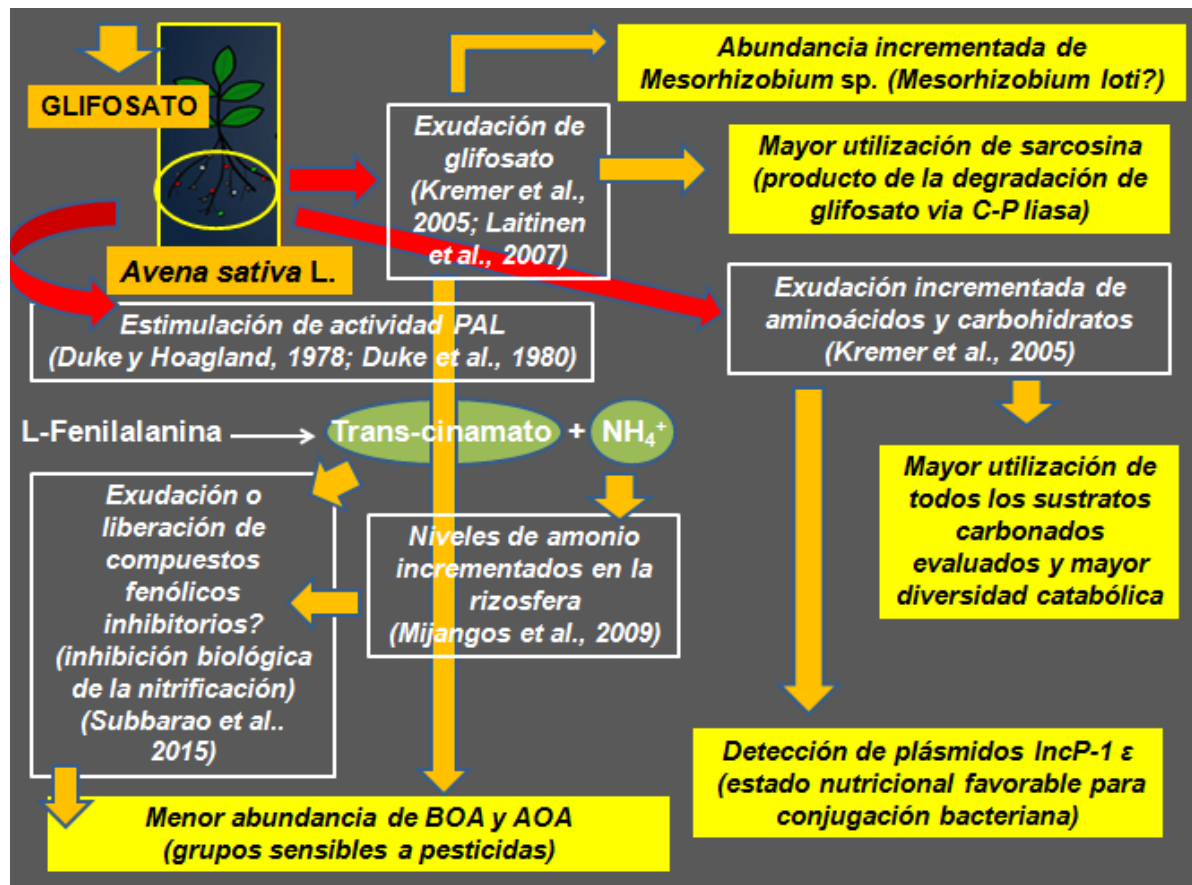 GLIFOSATO
Avena sativa L.
Exudación de
glifosato
(Kremer et al.,
2005; Laitinen
et al., 2007)
Abundancia incrementada de
Mesorhizobium sp. (Mesorhizobium loti?)
Mayor utilización de sarcosina
(producto de la degradación de
glifosato via C-P liasa)
Exudación incrementada de
aminoácidos y carbohidratos
(Kremer et al., 2005)
Estimulación de actividad PAL
(Duke y Hoagland, 1978; Duke et al., 1980)
L-Fenilalanina → Trans-cinamato + NH₄⁺
Exudación o
liberación de
compuestos
fenólicos
inhibitorios?
(inhibición biológica
de la nitrificación)
(Subbarao et al..
2015)
Niveles de amonio
incrementados en la
rizosfera
(Mijangos et al., 2009)
Mayor utilización de
todos los sustratos
carbonados
evaluados y mayor
diversidad catabólica
Detección de plásmidos IncP-1 ε
(estado nutricional favorable para
conjugación bacteriana)
Menor abundancia de BOA y AOA
(grupos sensibles a pesticidas)